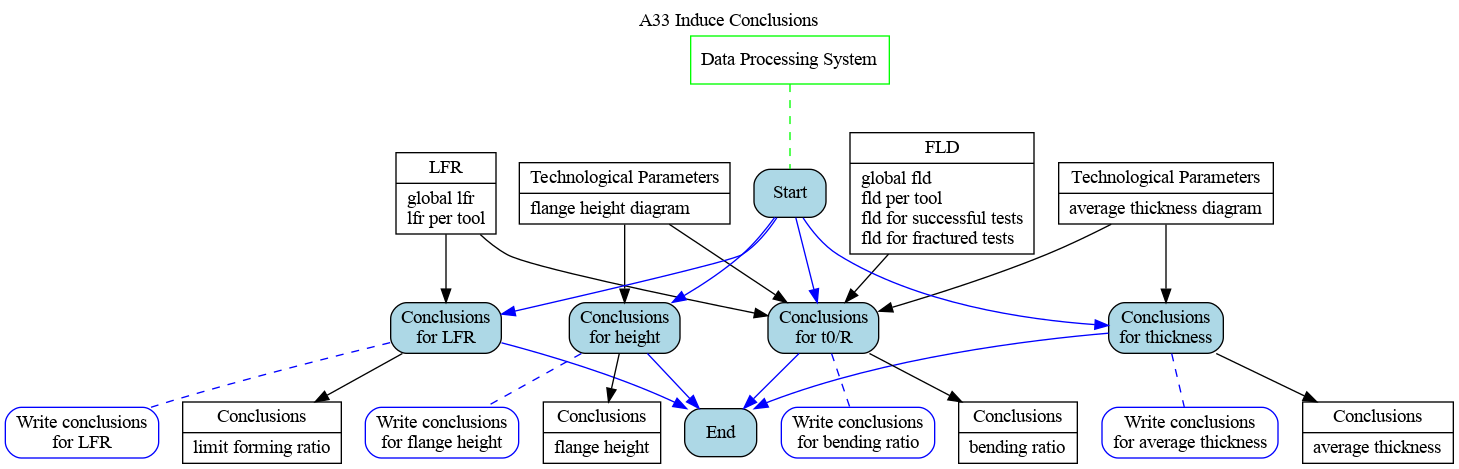 A33 Induce Conclusions
Data Processing System
LFR
global lfr
lfr per tool
Technological Parameters
flange height diagram
Start
FLD
global fld
fld per tool
fld for successful tests
fld for fractured tests
Technological Parameters
average thickness diagram
Conclusions
for LFR
Conclusions
for height
Conclusions
for t0/R
Conclusions
for thickness
Write conclusions
for LFR
Conclusions
limit forming ratio
Write conclusions
for flange height
Conclusions
flange height
End
Write conclusions
for bending ratio
Conclusions
bending ratio
Write conclusions
for average thickness
Conclusions
average thickness